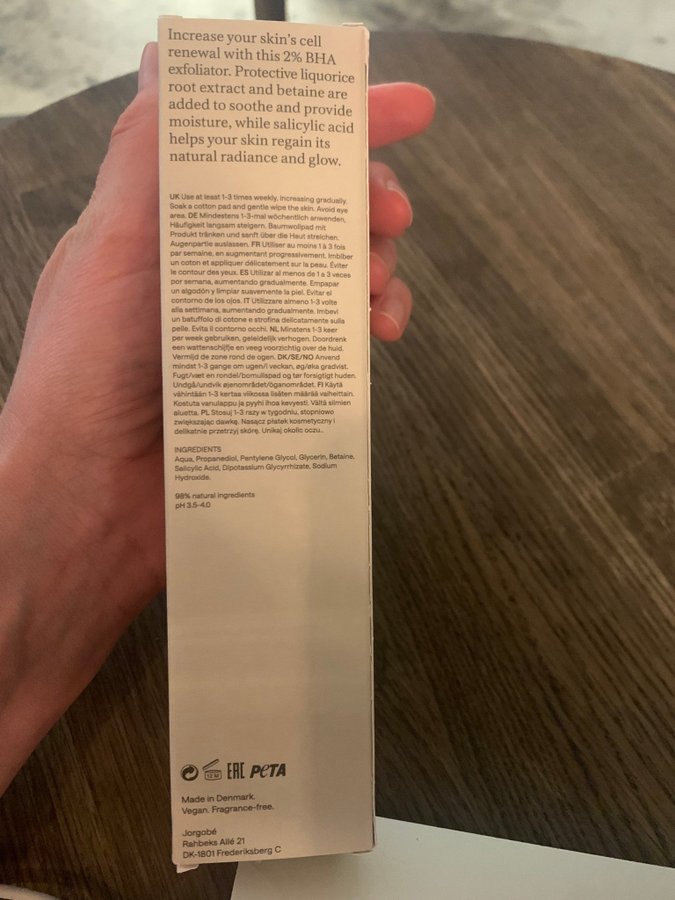 Increase your skin's cell
renewal with this 2% BHA
exfoliator. Protective liquorice
root extract and betaine are
added to soothe and provide
moisture, while salicylic acid
helps your skin regain its
natural radiance and glow.
UK Use at least 1-3 times weekly, increasing gradually.
Soak a cotton pad and gentle wipe the skin. Avoid eye
area. DE Mindestens 1-3-mal wöchentlich anwenden,
Häufigkeit langsam steigern. Baumwollpad mit
Produkt tränken und sanft über die Haut streichen.
Augenpartie auslassen. FR Utiliser au moins 1 à 3 fois
par semaine, en augmentant progressivement. Imbiber
un coton et appliquer délicatement sur la peau. Éviter
le contour des yeux. ES Utilizar al menos de 1 a 3 veces
por semana, aumentando gradualmente. Empapar
un algodón y limpiar suavemente la piel. Evitar el
contorno de los ojos. IT Utilizzare almeno 1-3 volte
alla settimana, aumentando gradualmente. Imbevi
un batuffolo di cotone e strofina delicatamente sulla
pelle. Evita il contorno occhi. NL Minstens 1-3 keer
per week gebruiken, geleidelijk verhogen. Doordrenk
een wattenschijfje en veeg voorzichtig over de huid.
Vermijd de zone rond de ogen. DK/SE/NO Anvend
mindst 1-3 gange om ugen/i veckan, øg/öka gradvist.
Fugt/væt en rondel/bomullspad og tør forsigtigt huden.
Undgå/undvik øjenområdet/öganområdet. FI Käytä
vähintään 1-3 kertaa viikossa lisäten määrää vaiheittain.
Kostuta vanulappu ja pyyhi ihoa kevyesti. Vältä silmien
aluetta. PL Stosuj 1-3 razy w tygodniu, stopniowo
zwiększając dawkę. Nasącz płatek kosmetyczny i
delikatnie przetrzyj skórę. Unikaj okolic oczu..
INGREDIENTS
Aqua, Propanediol, Pentylene Glycol, Glycerin, Betaine,
Salicylic Acid, Dipotassium Glycyrrhizate, Sodium
Hydroxide.
98% natural ingredients
pH 3.5-4.0
12 M EAC PETA
Made in Denmark.
Vegan. Fragrance-free.
Jorgobé
Rahbeks Allé 21
DK-1801 Frederiksberg C